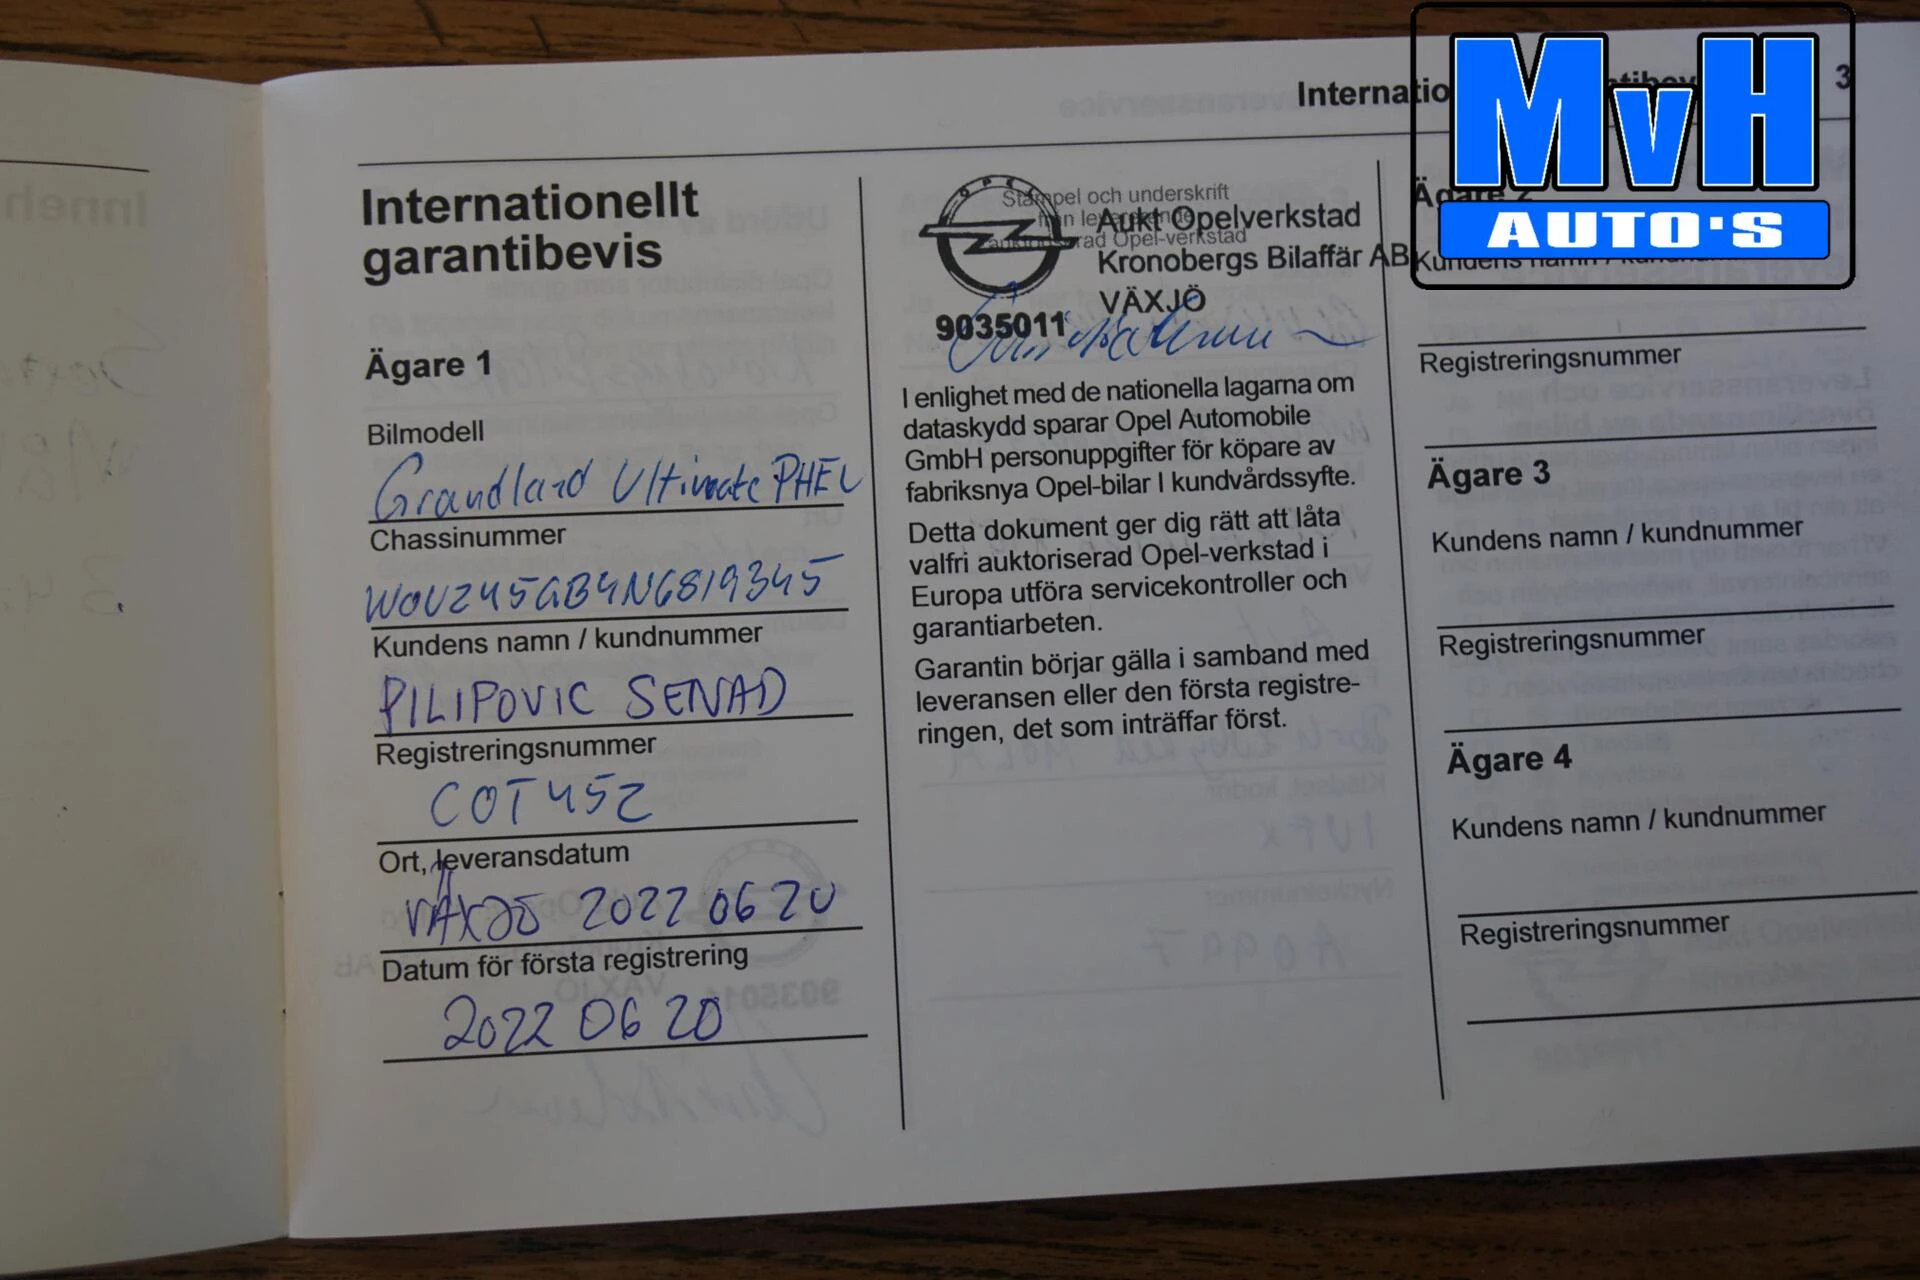 Internatio
3
MvH
AUTO'S
Internationellt
garantibevis
Ägare 1
Bilmodell
Grandland Ultimate PHEV
Chassinummer
W0VZ45GB4N6819345
Kundens namn / kundnummer
PILIPOVIC SENAD
Registreringsnummer
COT45Z
Ort, leveransdatum
VÄXJÖ 2022 06 20
Datum för första registrering
2022 06 20
OPEL
Stämpel och underskrift
från levererande
auktoriserad Opel-verkstad
Aukt Opelverkstad
Kronobergs Bilaffär AB
VÄXJÖ
9035011
I enlighet med de nationella lagarna om
dataskydd sparar Opel Automobile
GmbH personuppgifter för köpare av
fabriksnya Opel-bilar I kundvårdssyfte.
Detta dokument ger dig rätt att låta
valfri auktoriserad Opel-verkstad i
Europa utföra servicekontroller och
garantiarbeten.
Garantin börjar gälla i samband med
leveransen eller den första registre-
ringen, det som inträffar först.
Ägare 2
Kundens namn / kundnummer
Registreringsnummer
Ägare 3
Kundens namn / kundnummer
Registreringsnummer
Ägare 4
Kundens namn / kundnummer
Registreringsnummer